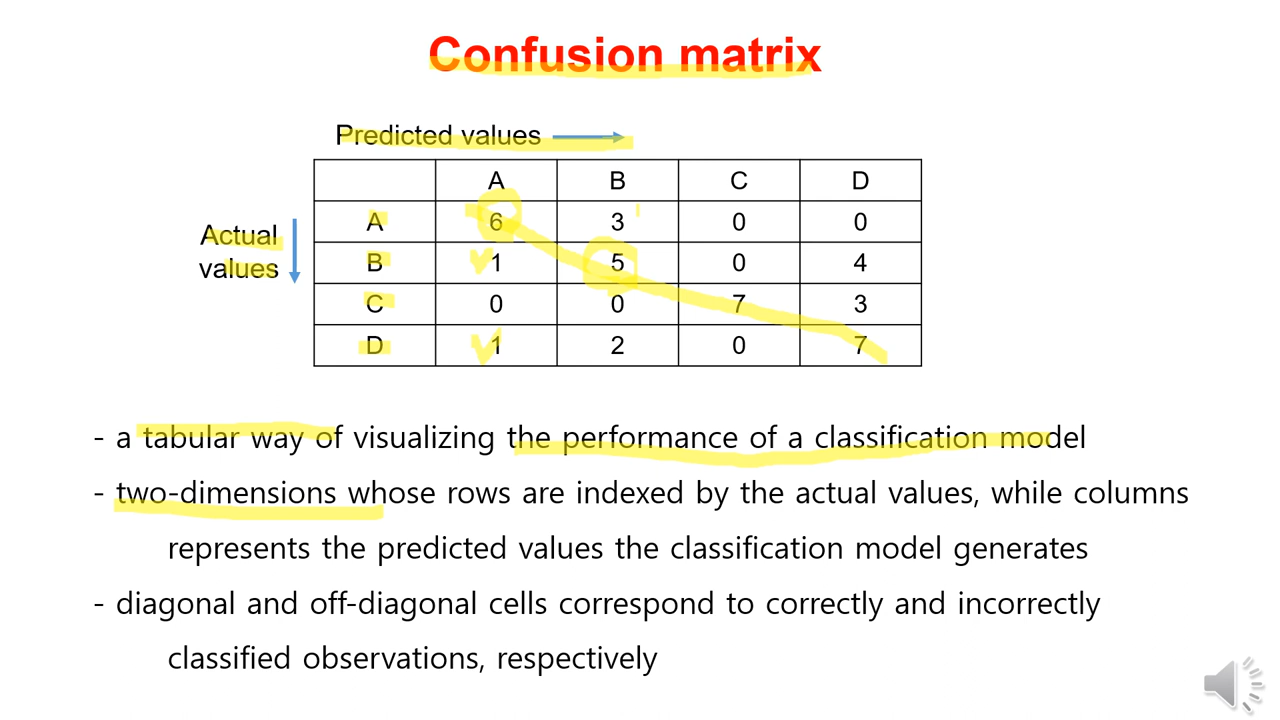 Confusion matrix
Predicted values
A B C D
Actual values
A 6 3 0 0
B 1 5 0 4
C 0 0 7 3
D 1 2 0 7
- a tabular way of visualizing the performance of a classification model
- two-dimensions whose rows are indexed by the actual values, while columns
represents the predicted values the classification model generates
- diagonal and off-diagonal cells correspond to correctly and incorrectly
classified observations, respectively